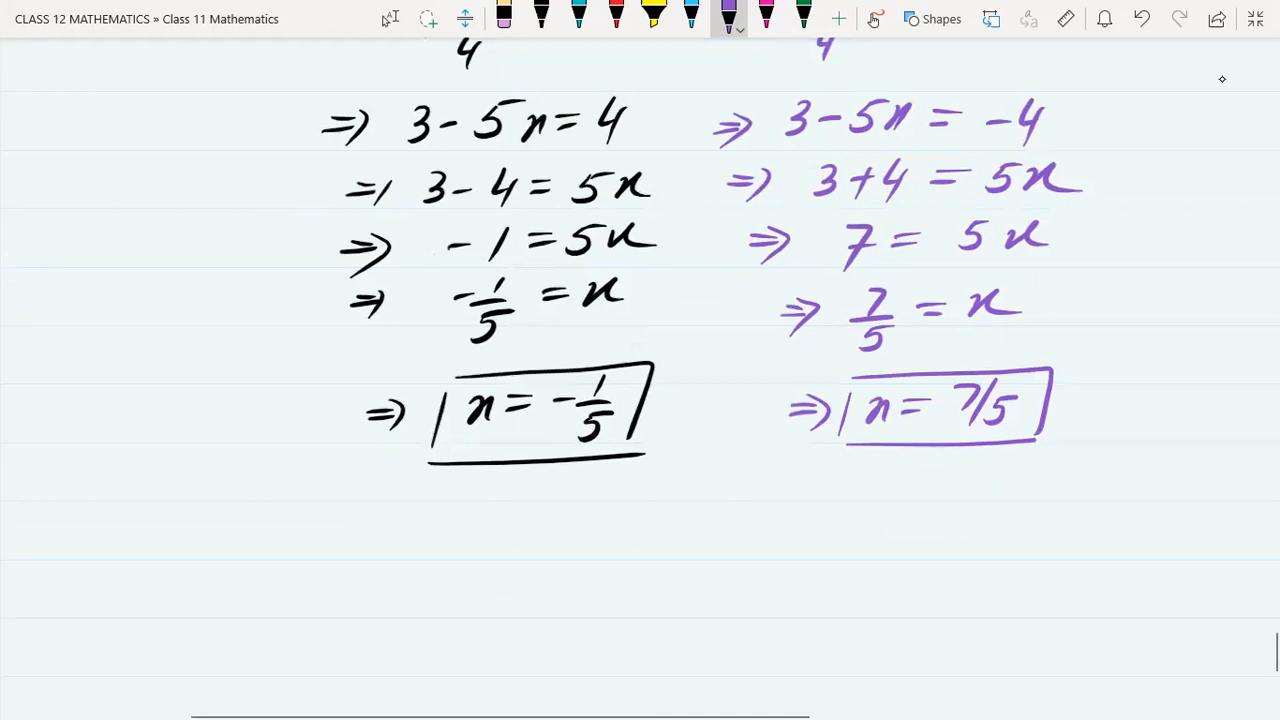 CLASS 12 MATHEMATICS » Class 11 Mathematics
Shapes
4
⇒ 3 - 5x = 4
⇒ 3 - 4 = 5x
⇒ - 1 = 5x
⇒ -1/5 = x
⇒ x = -1/5
4
⇒ 3 - 5x = -4
⇒ 3 + 4 = 5x
⇒ 7 = 5x
⇒ 7/5 = x
⇒ x = 7/5